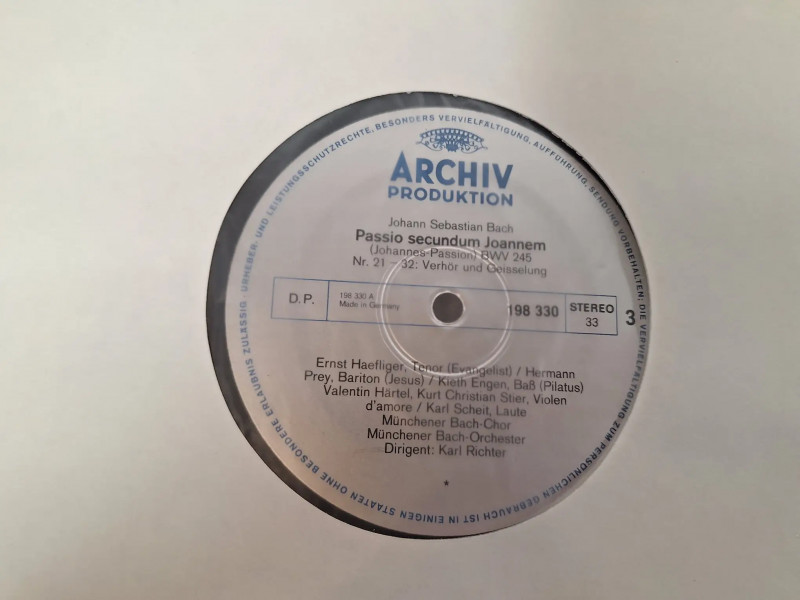 URHEBER- UND LEISTUNGSSCHUTZRECHTE, BESONDERS VERVIELFÄLTIGUNG, AUFFÜHRUNG, SENDUNG VORBEHALTEN; DIE VERVIELFÄLTIGUNG ZUM PERSÖNLICHEN GEBRAUCH IST IN EINIGEN STAATEN OHNE BESONDERE ERLAUBNIS ZULÄSSIG ·
ARCHIV
PRODUKTION
Johann Sebastian Bach
Passio secundum Joannem
(Johannes-Passion) BWV 245
Nr. 21 – 32: Verhör und Geisselung
D.P.
198 330 A
Made in Germany
198 330
STEREO
33
3
Ernst Haefliger, Tenor (Evangelist) / Hermann
Prey, Bariton (Jesus) / Kieth Engen, Baß (Pilatus)
Valentin Härtel, Kurt Christian Stier, Violen
d'amore / Karl Scheit, Laute
Münchener Bach-Chor
Münchener Bach-Orchester
Dirigent: Karl Richter
*